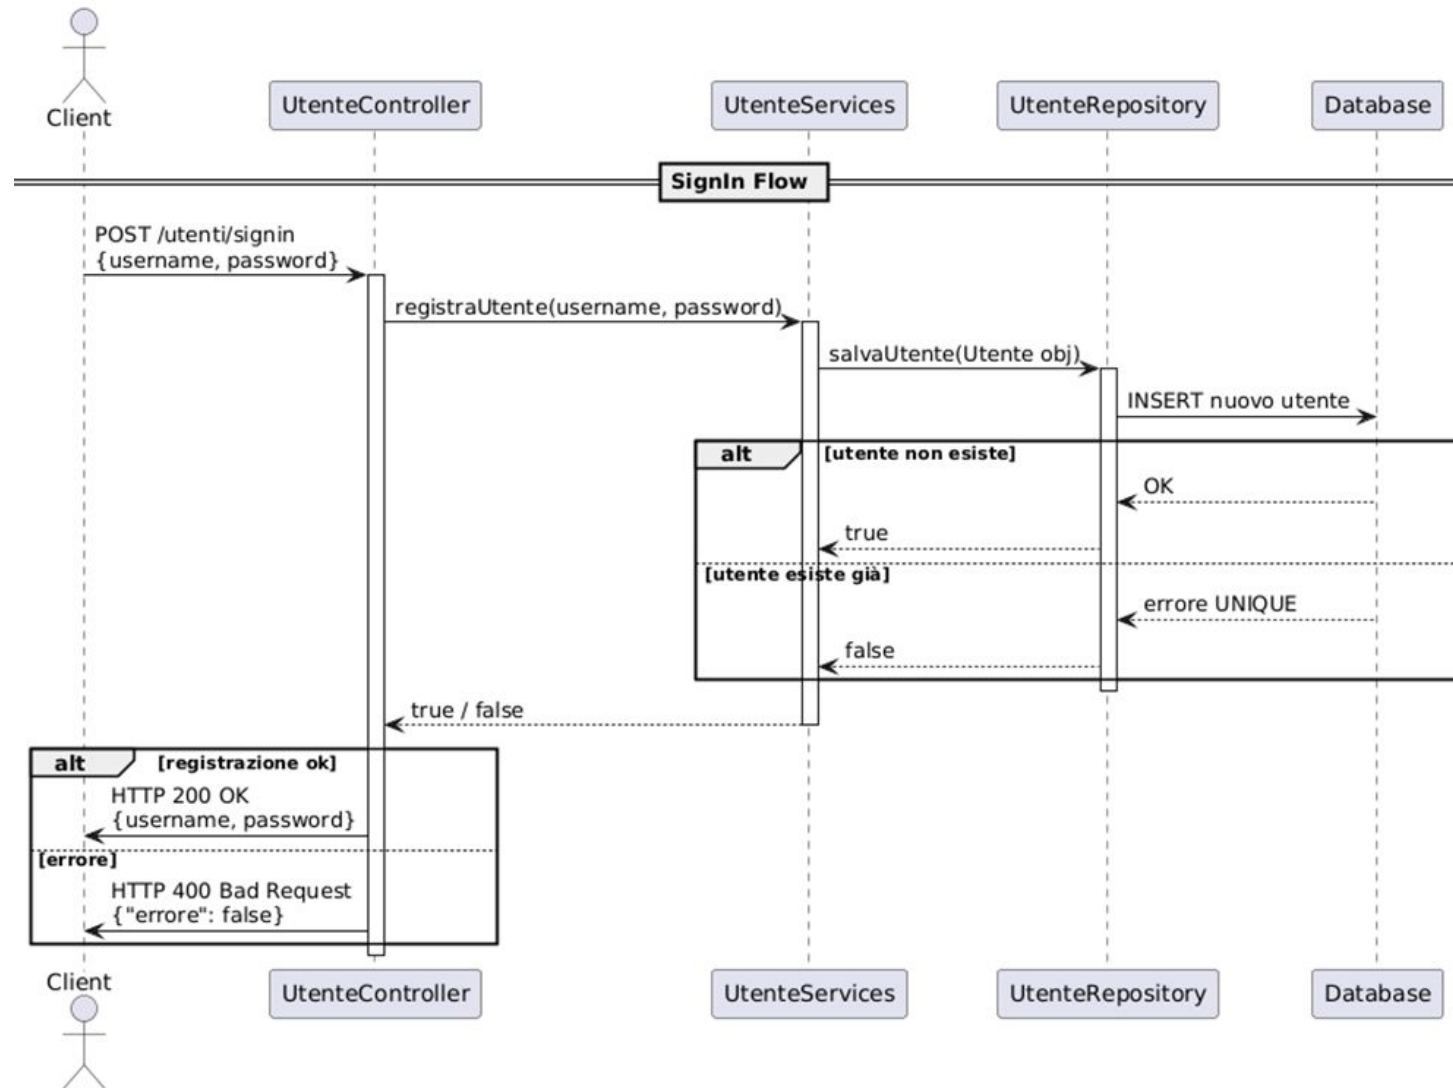 Client
UtenteController
UtenteServices
UtenteRepository
Database
SignIn Flow
POST /utenti/signin
{username, password}
registraUtente(username, password)
salvaUtente(Utente obj)
INSERT nuovo utente
alt
[utente non esiste]
OK
true
[utente esiste già]
errore UNIQUE
false
true / false
alt
[registrazione ok]
HTTP 200 OK
{username, password}
[errore]
HTTP 400 Bad Request
{"errore": false}
Client
UtenteController
UtenteServices
UtenteRepository
Database